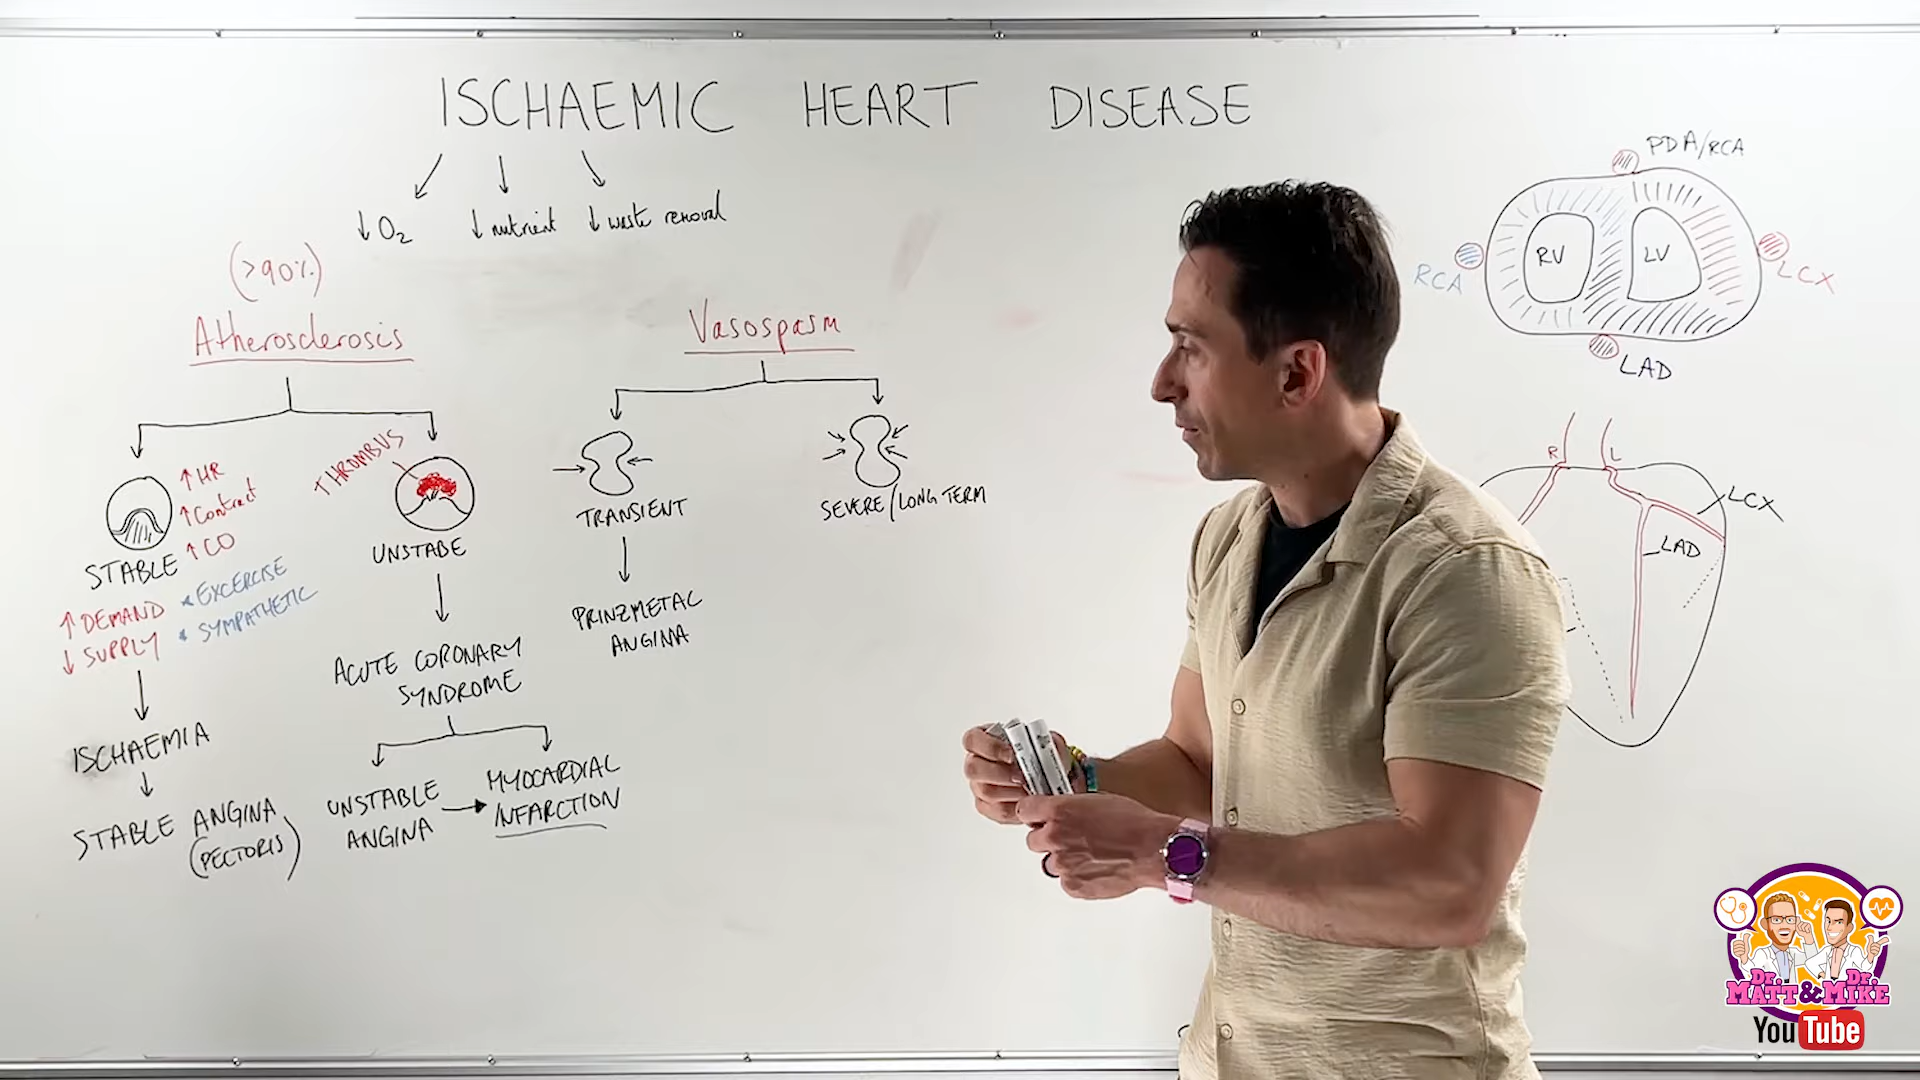 ISCHAEMIC HEART DISEASE
↓ O₂
↓ nutrient
↓ waste removal
(>90%)
Atherosclerosis
↑ HR
↑ Contract
↑ CO
STABLE
↑ DEMAND
↓ SUPPLY
* EXCERCISE
* SYMPATHETIC
ISCHAEMIA
STABLE ANGINA
(PECTORIS)
THROMBUS
UNSTABE
ACUTE CORONARY
SYNDROME
UNSTABLE
ANGINA
MYOCARDIAL
INFARCTION
Vasospasm
TRANSIENT
PRINZMETAL
ANGINA
SEVERE/LONG TERM
PDA/RCA
RV
LV
RCA
LCX
LAD
R
L
LCX
LAD
Dr. Dr.
MATT & MIKE
YouTube